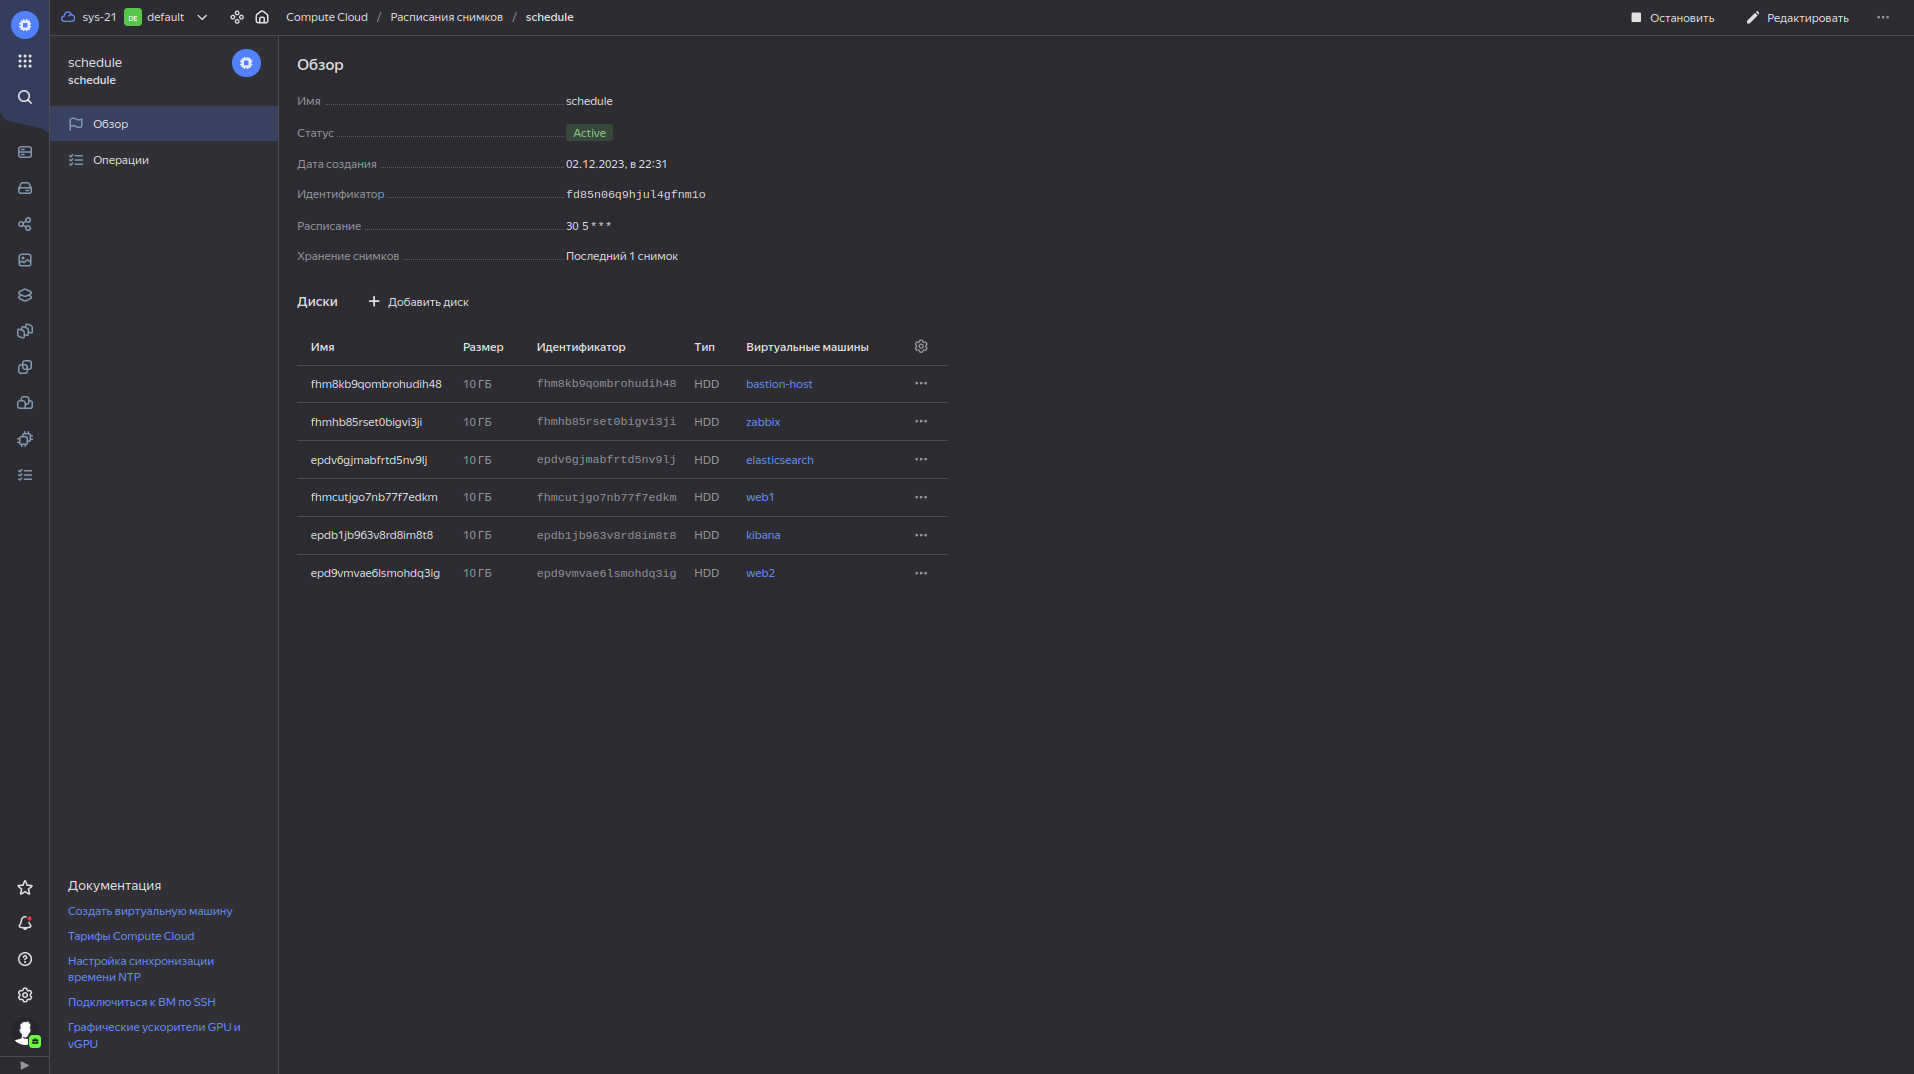 sys-21 DE default Compute Cloud / Расписания снимков / schedule Остановить Редактировать
schedule
schedule
Обзор
Операции
Обзор
Имя schedule
Статус Active
Дата создания 02.12.2023, в 22:31
Идентификатор fd85n06q9hjul4gfnm1o
Расписание 30 5 * * *
Хранение снимков Последний 1 снимок
Диски Добавить диск
Имя Размер Идентификатор Тип Виртуальные машины
fhm8kb9qombrohudih48 10 ГБ fhm8kb9qombrohudih48 HDD bastion-host
fhmhb85rset0bigvi3ji 10 ГБ fhmhb85rset0bigvi3ji HDD zabbix
epdv6gjmabfrtd5nv9lj 10 ГБ epdv6gjmabfrtd5nv9lj HDD elasticsearch
fhmcutjgo7nb77f7edkm 10 ГБ fhmcutjgo7nb77f7edkm HDD web1
epdb1jb963v8rd8im8t8 10 ГБ epdb1jb963v8rd8im8t8 HDD kibana
epd9vmvae6lsmohdq3ig 10 ГБ epd9vmvae6lsmohdq3ig HDD web2
Документация
Создать виртуальную машину
Тарифы Compute Cloud
Настройка синхронизации
времени NTP
Подключиться к ВМ по SSH
Графические ускорители GPU и
vGPU